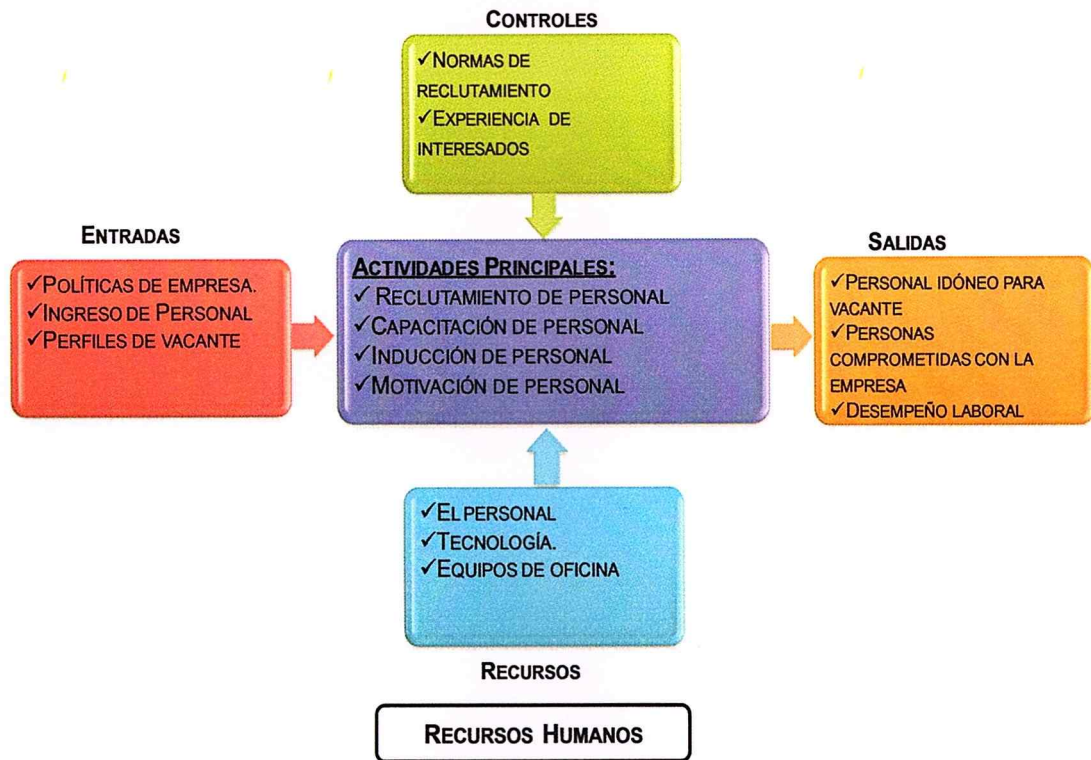 CONTROLES
✓NORMAS DE
RECLUTAMIENTO
✓EXPERIENCIA DE
INTERESADOS
ENTRADAS
✓POLÍTICAS DE EMPRESA.
✓INGRESO DE PERSONAL
✓PERFILES DE VACANTE
ACTIVIDADES PRINCIPALES:
✓ RECLUTAMIENTO DE PERSONAL
✓CAPACITACIÓN DE PERSONAL
✓INDUCCIÓN DE PERSONAL
✓MOTIVACIÓN DE PERSONAL
SALIDAS
✓PERSONAL IDÓNEO PARA
VACANTE
✓PERSONAS
COMPROMETIDAS CON LA
EMPRESA
✓DESEMPEÑO LABORAL
✓EL PERSONAL
✓TECNOLOGÍA.
✓EQUIPOS DE OFICINA
RECURSOS
RECURSOS HUMANOS